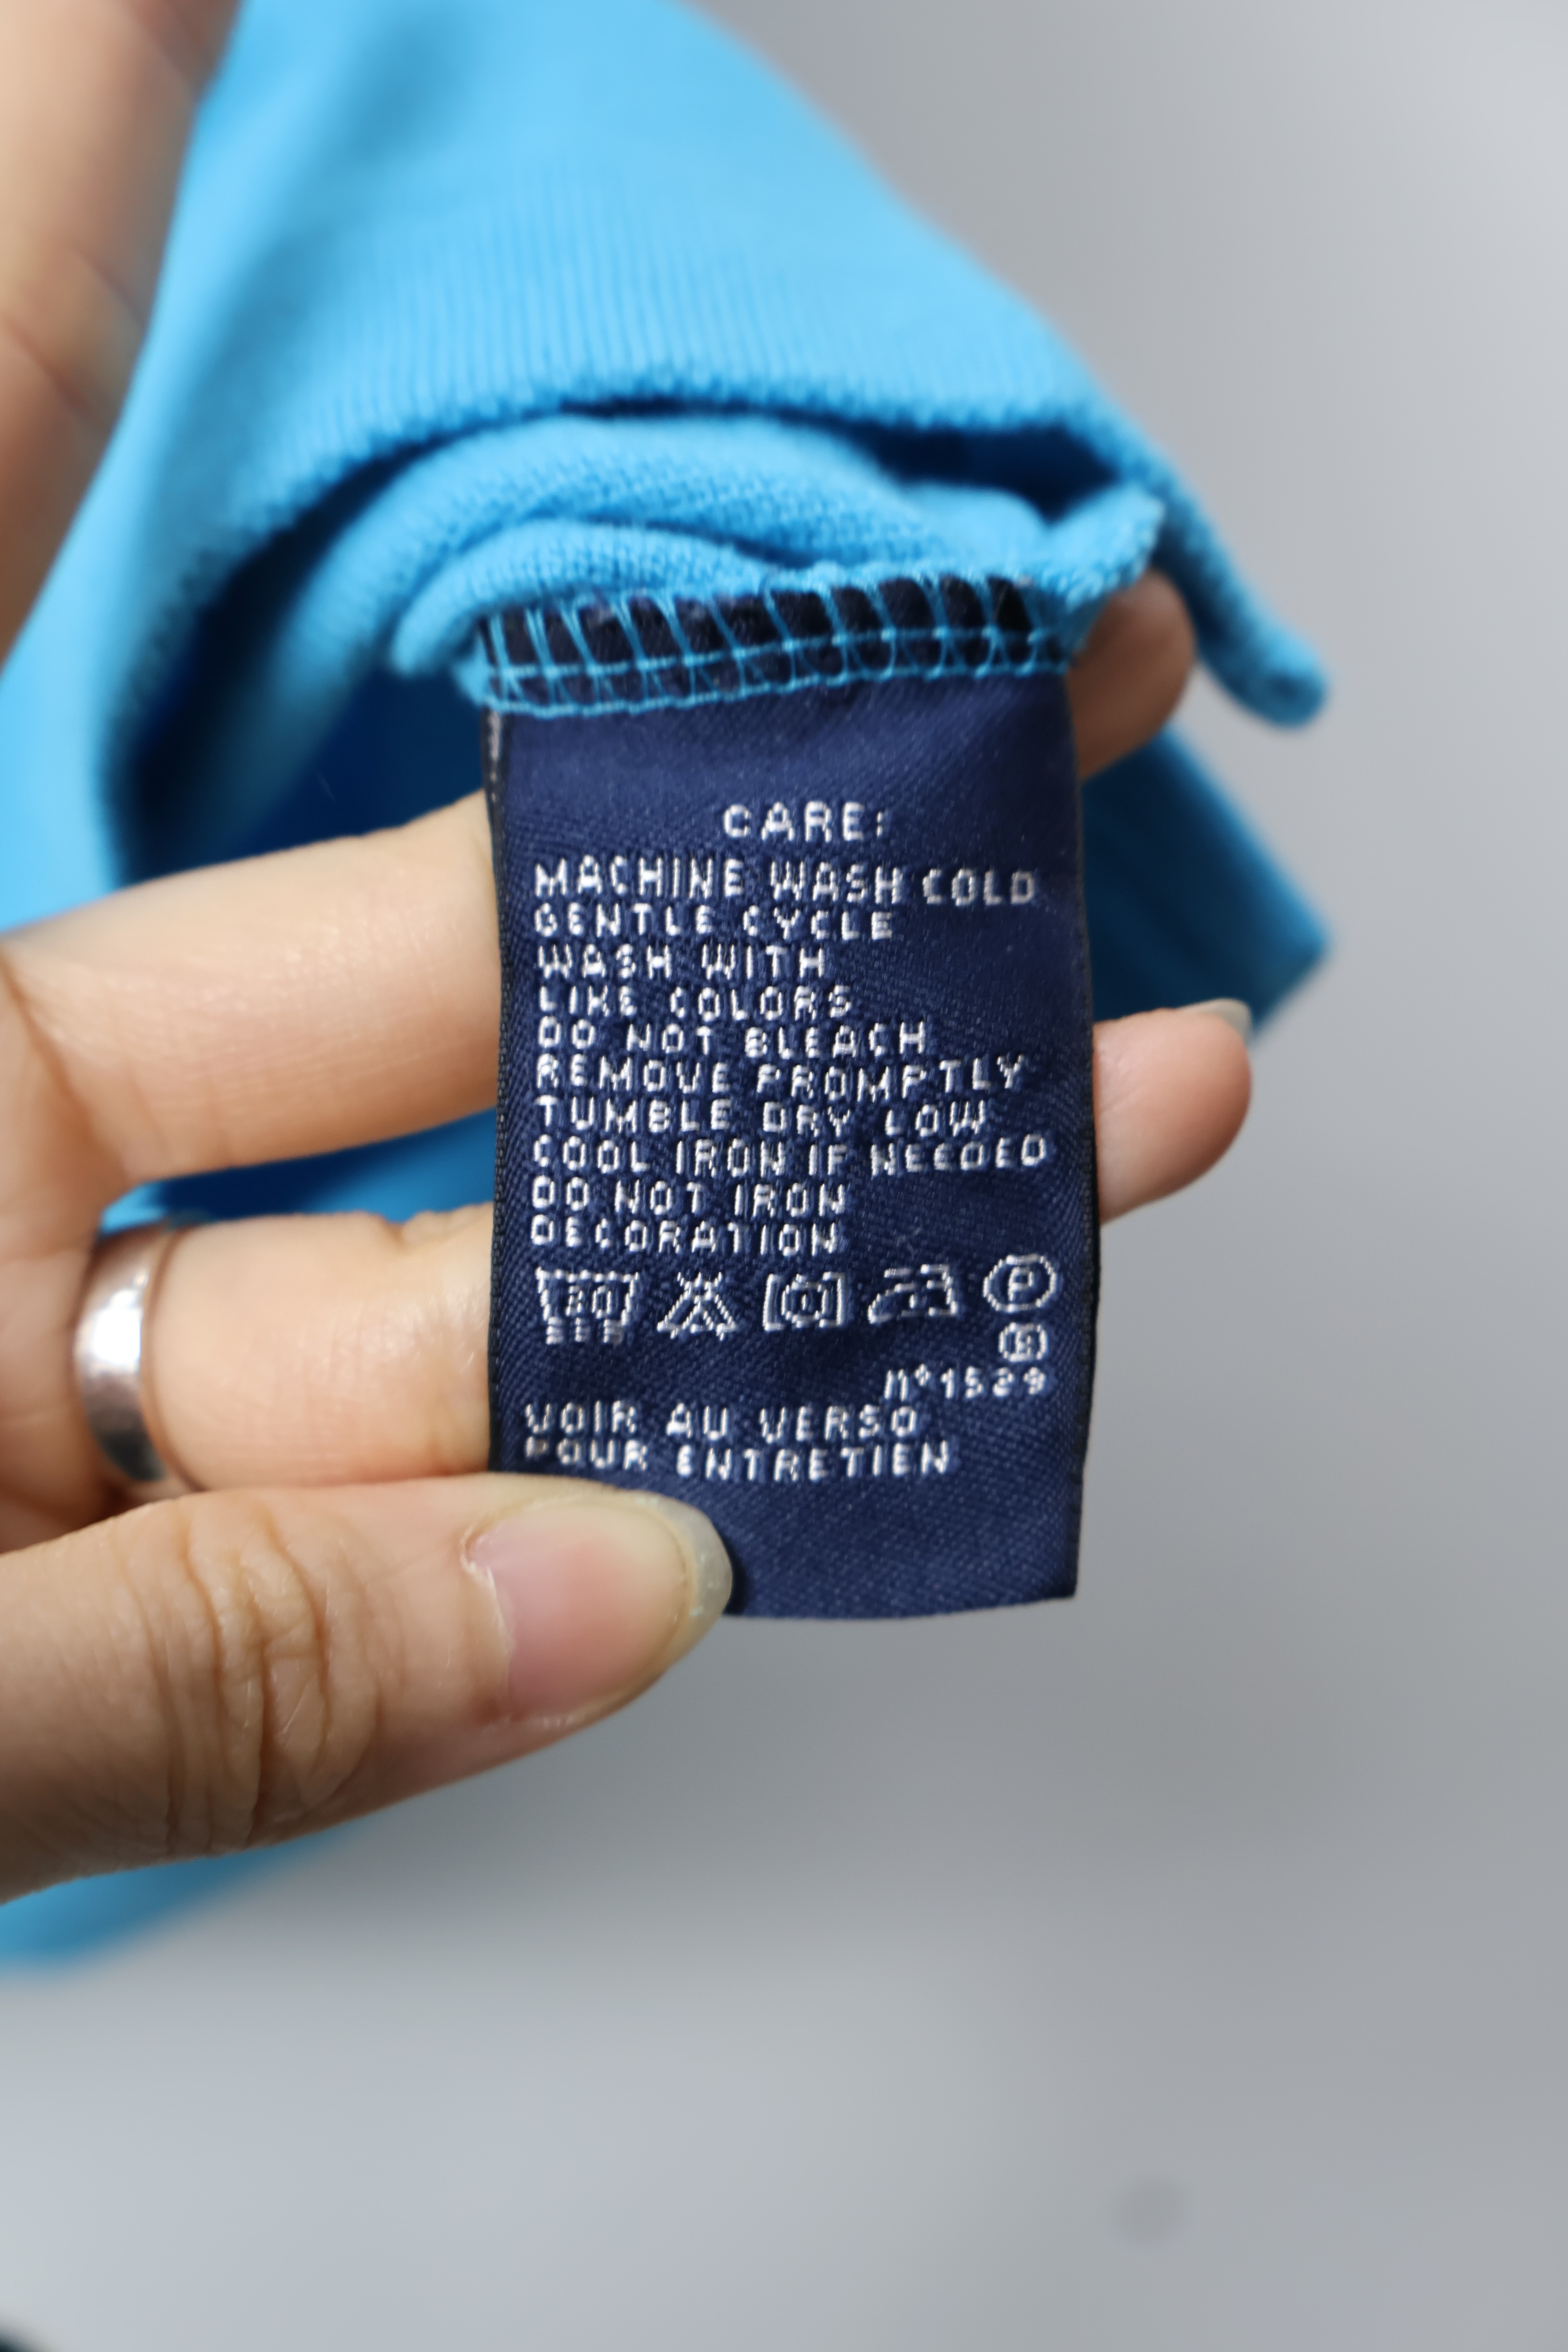 CARE:
MACHINE WASH COLD
GENTLE CYCLE
WASH WITH
LIKE COLORS
DO NOT BLEACH
REMOVE PROMPTLY
TUMBLE DRY LOW
COOL IRON IF NEEDED
DO NOT IRON
DECORATION
30 P
n°1529
VOIR AU VERSO
POUR ENTRETIEN